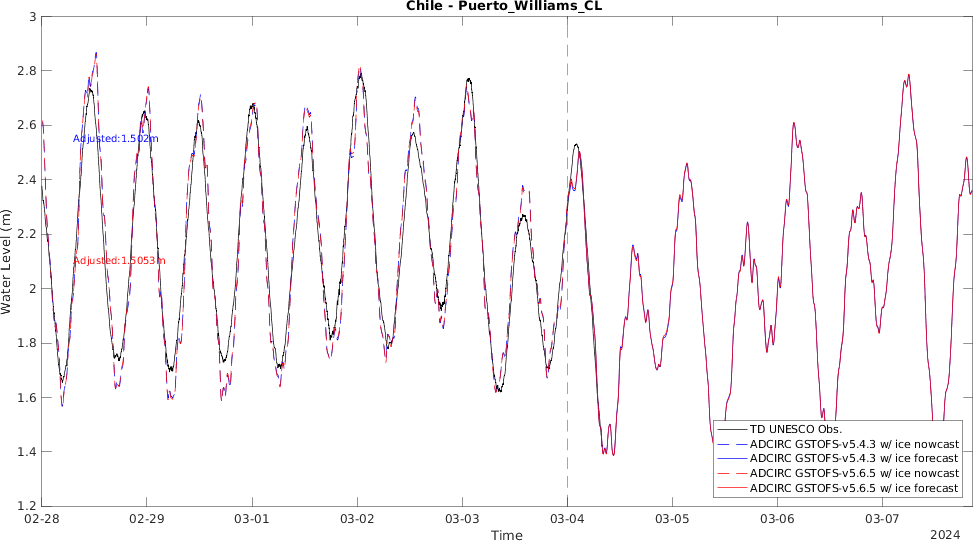 Chile - Puerto_Williams_CL
3
2.8
2.6
2.4
2.2
2
1.8
1.6
1.4
1.2
Water Level (m)
Adjusted:1.502m
Adjusted:1.5053m
TD UNESCO Obs.
ADCIRC GSTOFS-v5.4.3 w/ ice nowcast
ADCIRC GSTOFS-v5.4.3 w/ ice forecast
ADCIRC GSTOFS-v5.6.5 w/ ice nowcast
ADCIRC GSTOFS-v5.6.5 w/ ice forecast
02-28 02-29 03-01 03-02 03-03 03-04 03-05 03-06 03-07
Time
2024